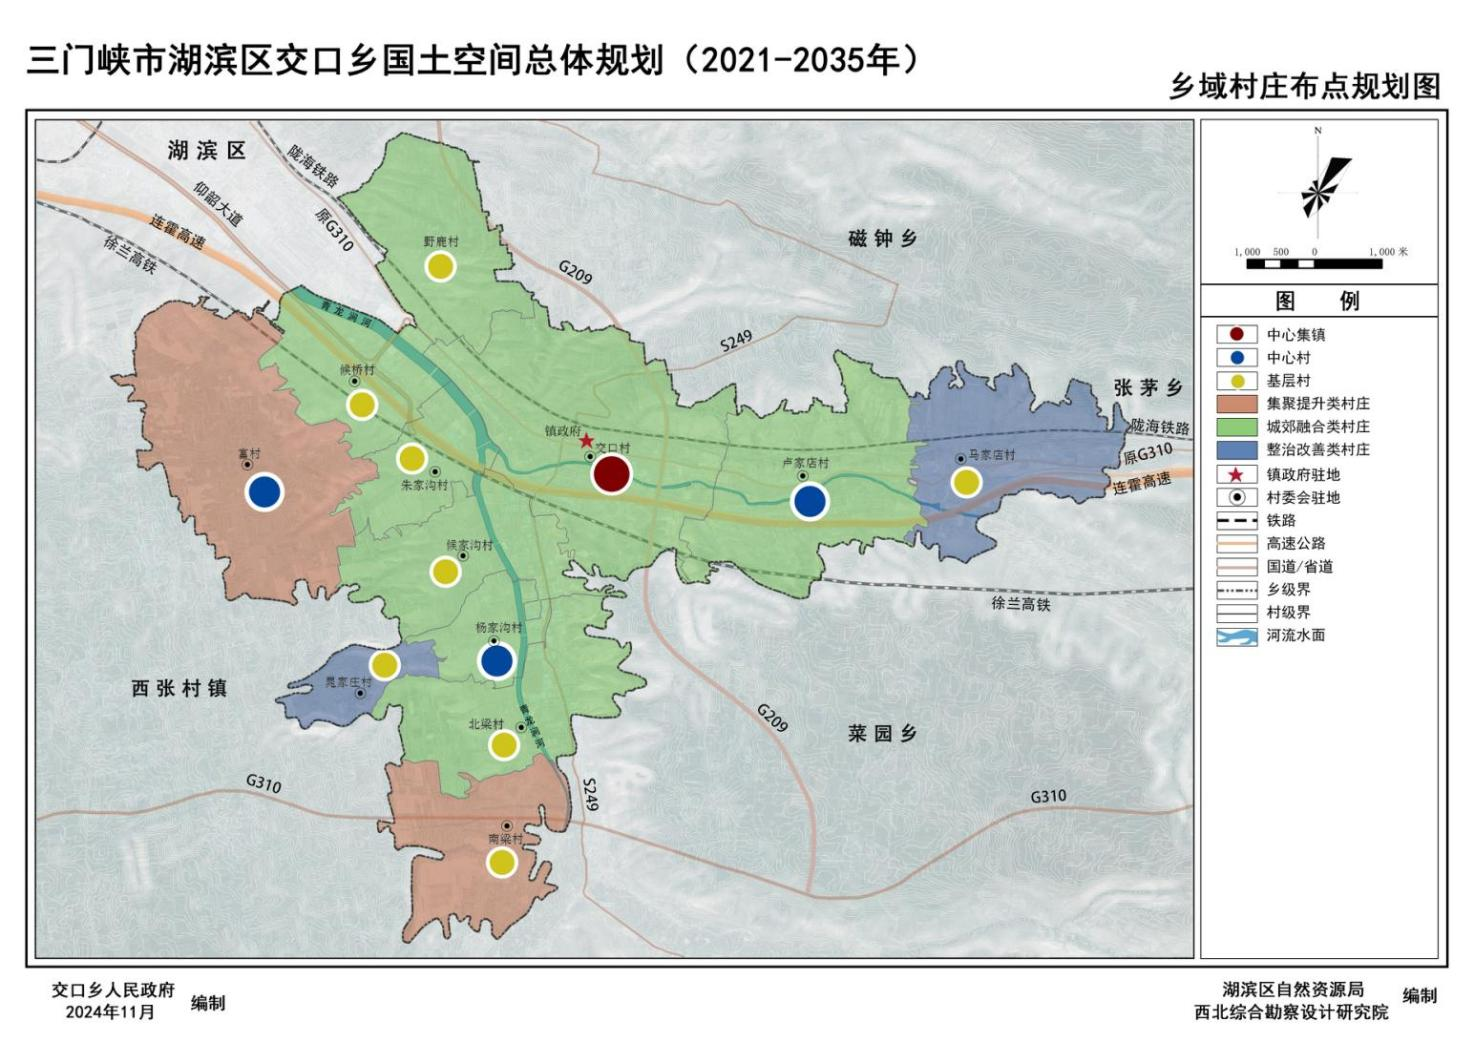 三门峡市湖滨区交口乡国土空间总体规划（2021-2035年）
乡域村庄布点规划图
湖滨区
陇海铁路
仰韶大道
原G310
连霍高速
徐兰高铁
野鹿村
G209
磁钟乡
青龙涧河
S249
候桥村
张茅乡
陇海铁路
镇政府
交口村
原G310
富村
朱家沟村
卢家店村
马家店村
连霍高速
候家沟村
徐兰高铁
杨家沟村
西张村镇
晁家庄村
北梁村
青龙涧河
G209
菜园乡
G310
S249
G310
南梁村
N
1,000 500 0 1,000 米
图 例
中心集镇
中心村
基层村
集聚提升类村庄
城郊融合类村庄
整治改善类村庄
镇政府驻地
村委会驻地
铁路
高速公路
国道/省道
乡级界
村级界
河流水面
交口乡人民政府
2024年11月
编制
湖滨区自然资源局
西北综合勘察设计研究院
编制